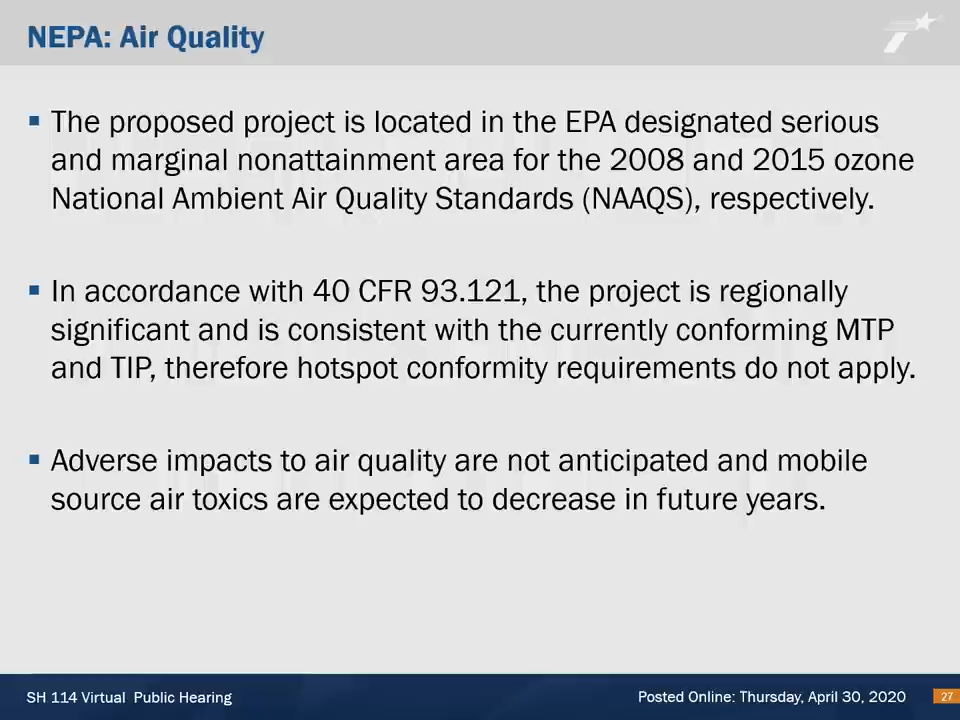 NEPA: Air Quality
▪ The proposed project is located in the EPA designated serious
and marginal nonattainment area for the 2008 and 2015 ozone
National Ambient Air Quality Standards (NAAQS), respectively.
▪ In accordance with 40 CFR 93.121, the project is regionally
significant and is consistent with the currently conforming MTP
and TIP, therefore hotspot conformity requirements do not apply.
▪ Adverse impacts to air quality are not anticipated and mobile
source air toxics are expected to decrease in future years.
SH 114 Virtual Public Hearing
Posted Online: Thursday, April 30, 2020
27